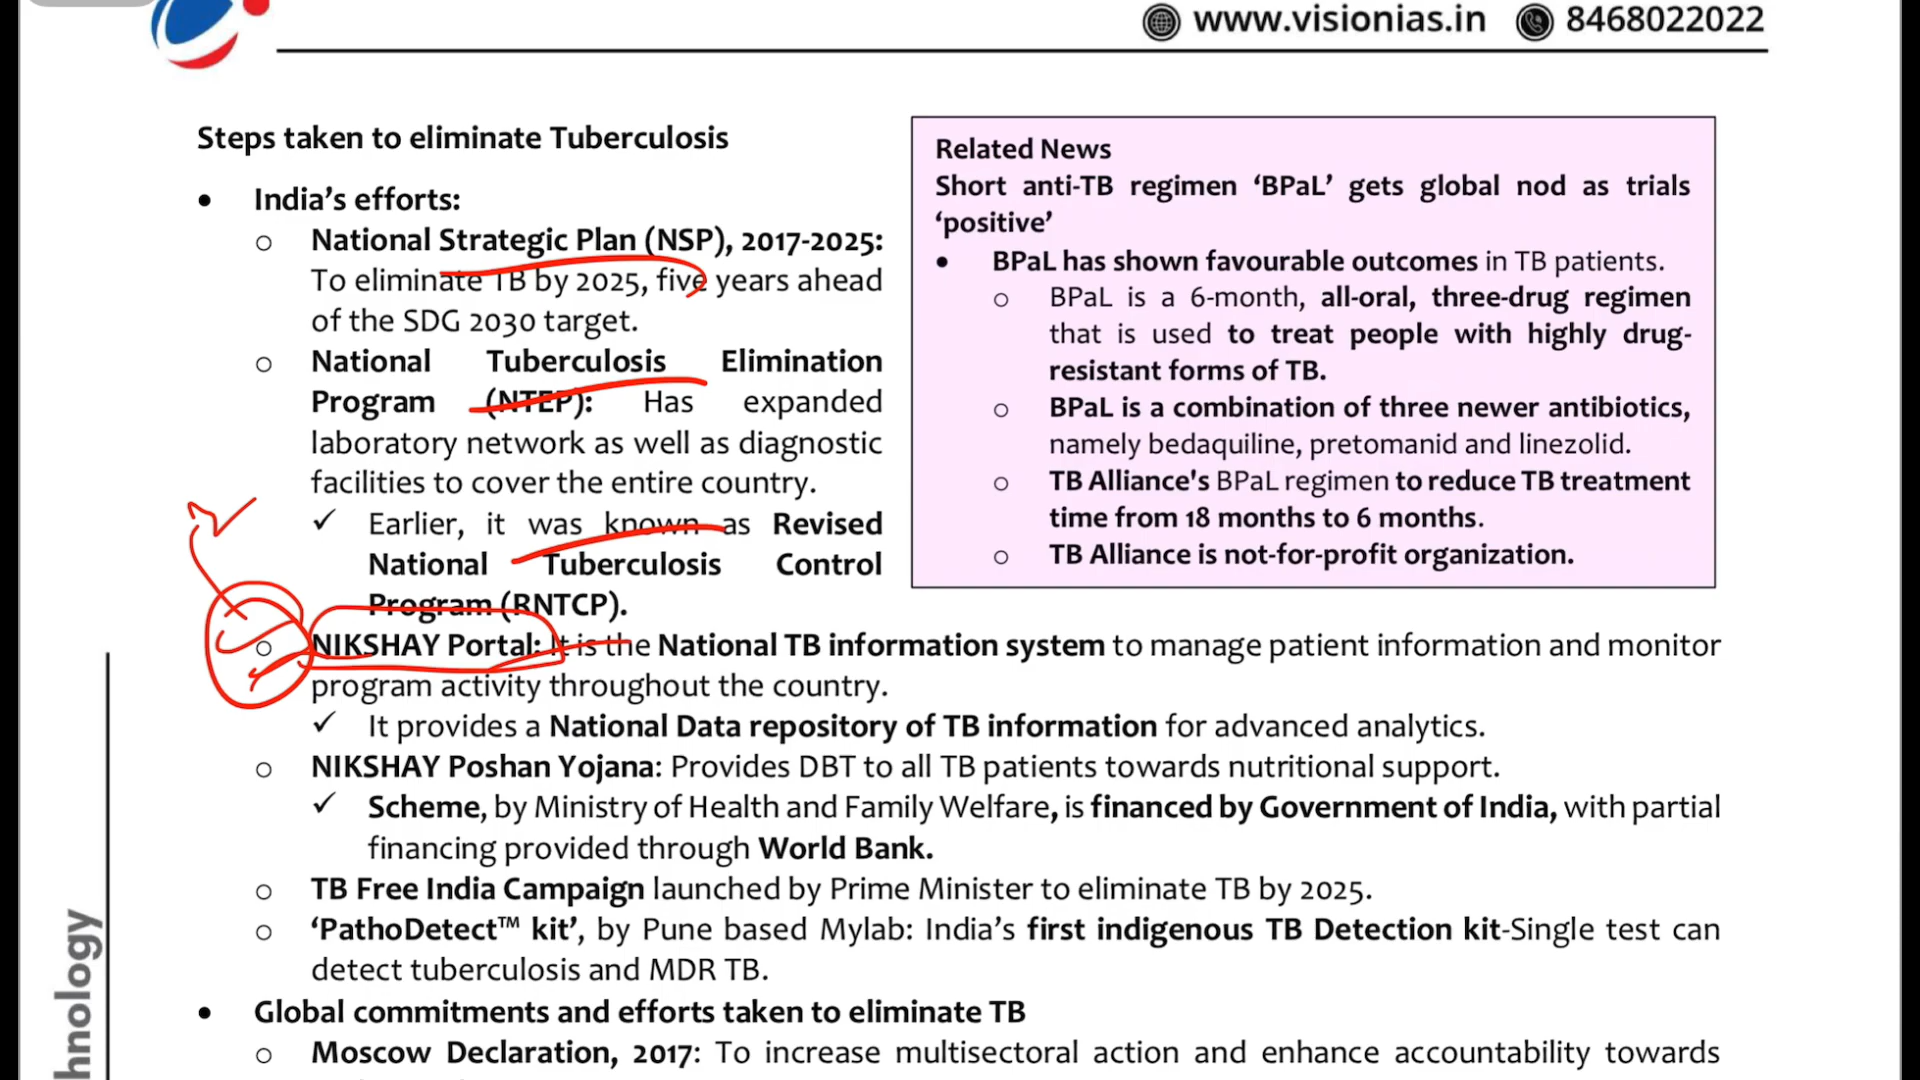 www.visionias.in 8468022022
Steps taken to eliminate Tuberculosis
• India’s efforts:
o National Strategic Plan (NSP), 2017-2025:
To eliminate TB by 2025, five years ahead
of the SDG 2030 target.
o National Tuberculosis Elimination
Program (NTEP): Has expanded
laboratory network as well as diagnostic
facilities to cover the entire country.
✓ Earlier, it was known as Revised
National Tuberculosis Control
Program (RNTCP).
Related News
Short anti-TB regimen ‘BPaL’ gets global nod as trials
‘positive’
• BPaL has shown favourable outcomes in TB patients.
o BPaL is a 6-month, all-oral, three-drug regimen
that is used to treat people with highly drug-
resistant forms of TB.
o BPaL is a combination of three newer antibiotics,
namely bedaquiline, pretomanid and linezolid.
o TB Alliance's BPaL regimen to reduce TB treatment
time from 18 months to 6 months.
o TB Alliance is not-for-profit organization.
o NIKSHAY Portal: It is the National TB information system to manage patient information and monitor
program activity throughout the country.
✓ It provides a National Data repository of TB information for advanced analytics.
o NIKSHAY Poshan Yojana: Provides DBT to all TB patients towards nutritional support.
✓ Scheme, by Ministry of Health and Family Welfare, is financed by Government of India, with partial
financing provided through World Bank.
o TB Free India Campaign launched by Prime Minister to eliminate TB by 2025.
o ‘PathoDetect™ kit’, by Pune based Mylab: India’s first indigenous TB Detection kit-Single test can
detect tuberculosis and MDR TB.
• Global commitments and efforts taken to eliminate TB
o Moscow Declaration, 2017: To increase multisectoral action and enhance accountability towards
hnology